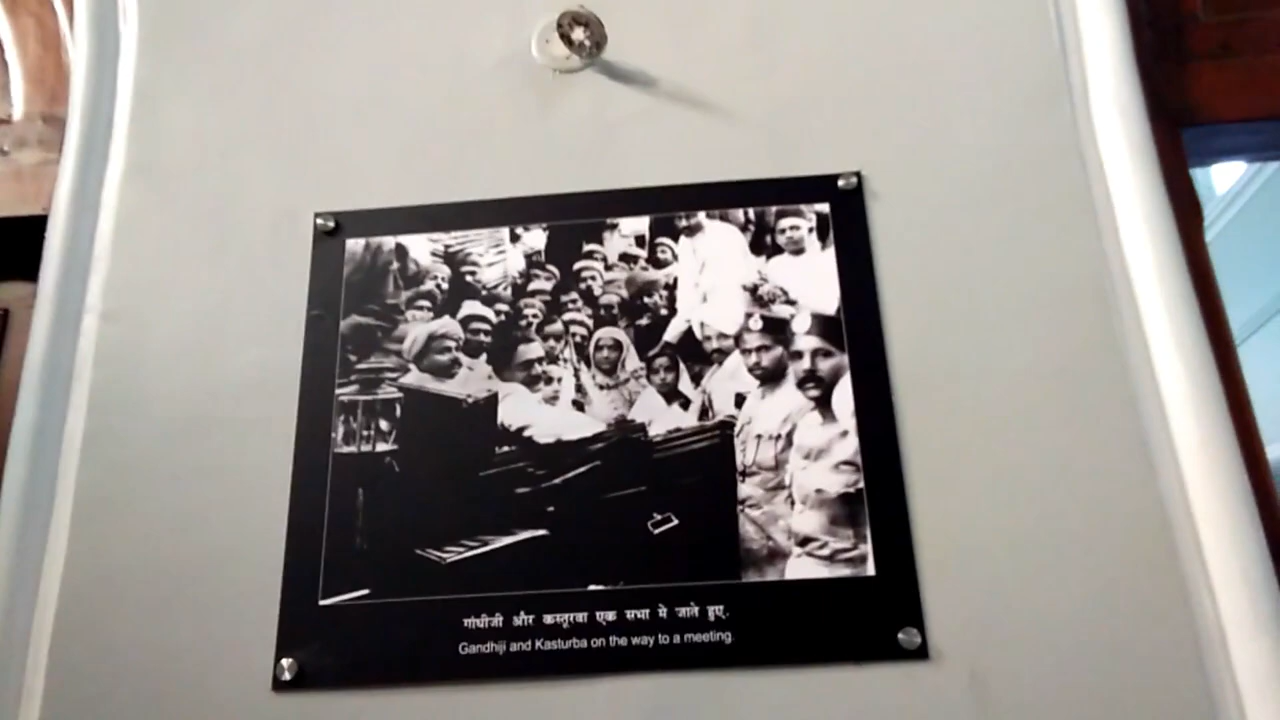 गांधीजी और कस्तूरबा एक सभा में जाते हुए.
Gandhiji and Kasturba on the way to a meeting.